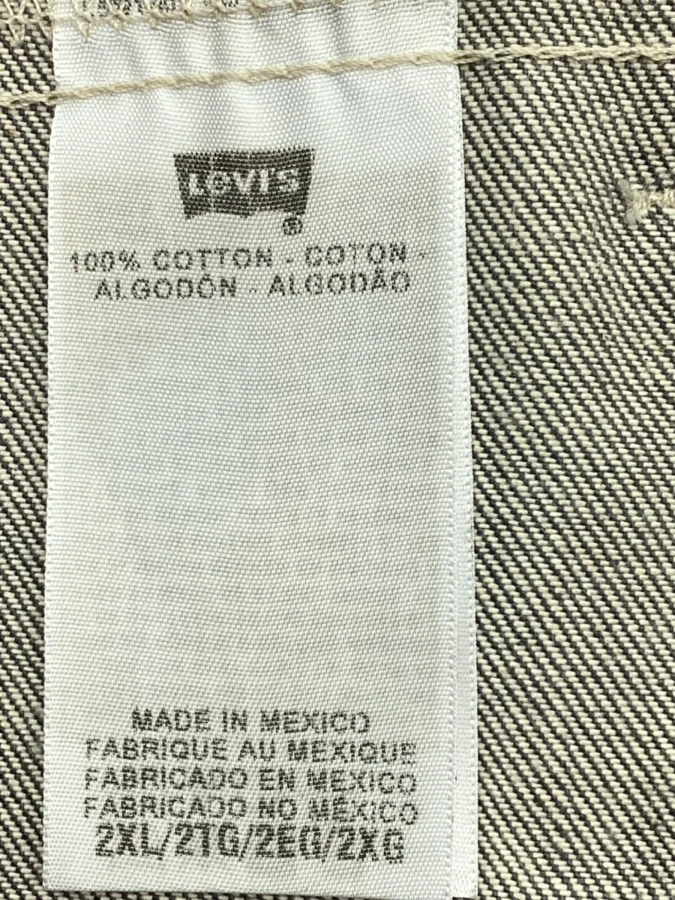 LEVI'S
®
100% COTTON - COTON -
ALGODÓN - ALGODÃO
MADE IN MEXICO
FABRIQUE AU MEXIQUE
FABRICADO EN MEXICO
FABRICADO NO MÉXICO
2XL/2TG/2EG/2XG